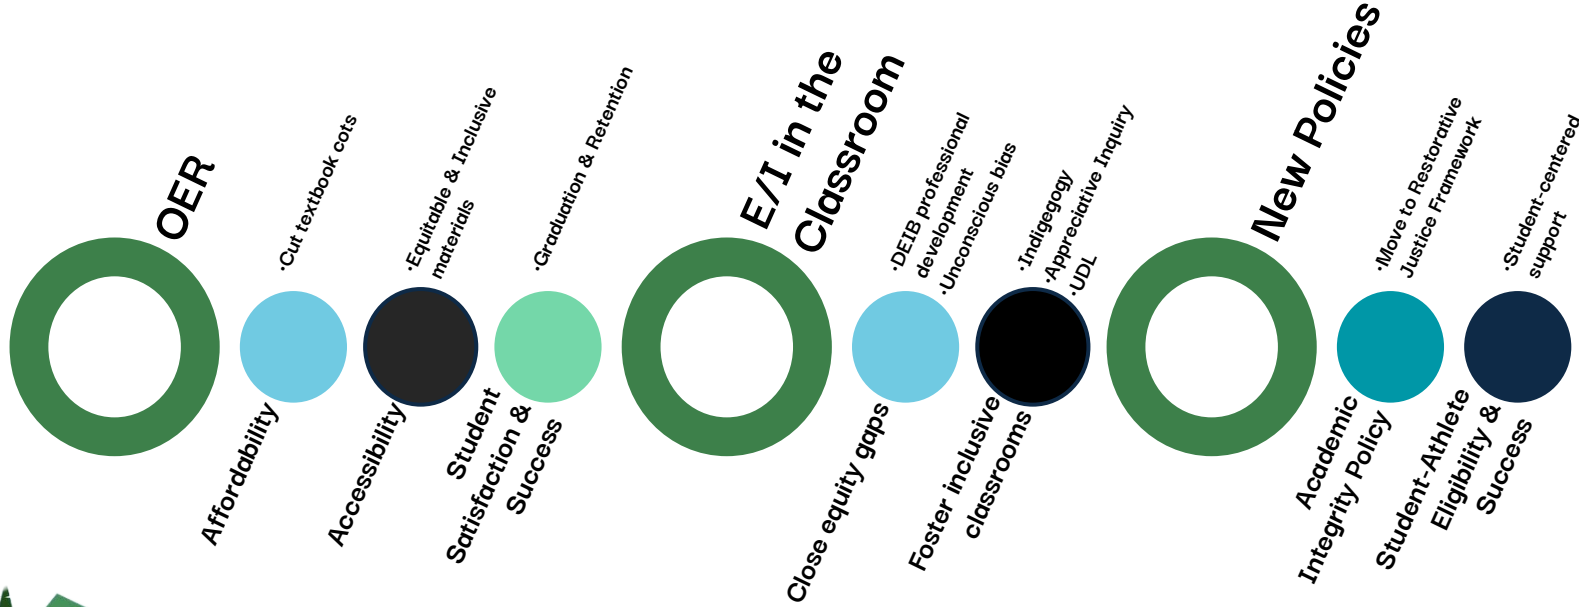 OER
·Cut textbook cots
Affordability
·Equitable & Inclusive
materials
Accessibility
·Graduation & Retention
Student
Satisfaction &
Success
E/I in the
Classroom
·DEIB professional
development
·Unconscious bias
Close equity gaps
·Indigegogy
·Appreciative Inquiry
·UDL
Foster inclusive
classrooms
New Policies
·Move to Restorative
Justice Framework
Academic
Integrity Policy
·Student-centered
support
Student-Athlete
Eligibility &
Success